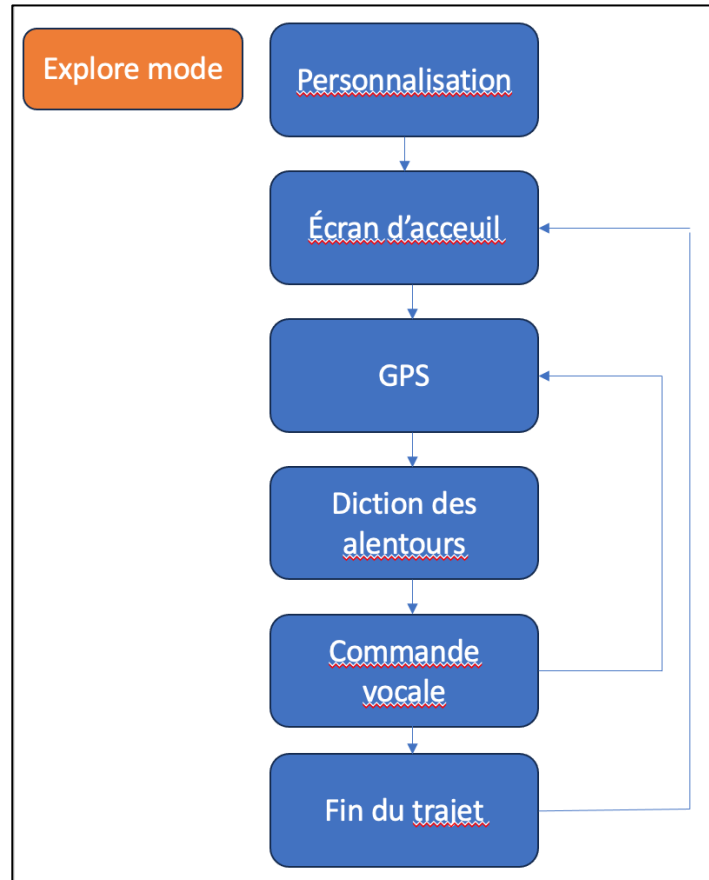 Explore mode
Personnalisation
Écran d’acceuil
GPS
Diction des
alentours
Commande
vocale
Fin du trajet